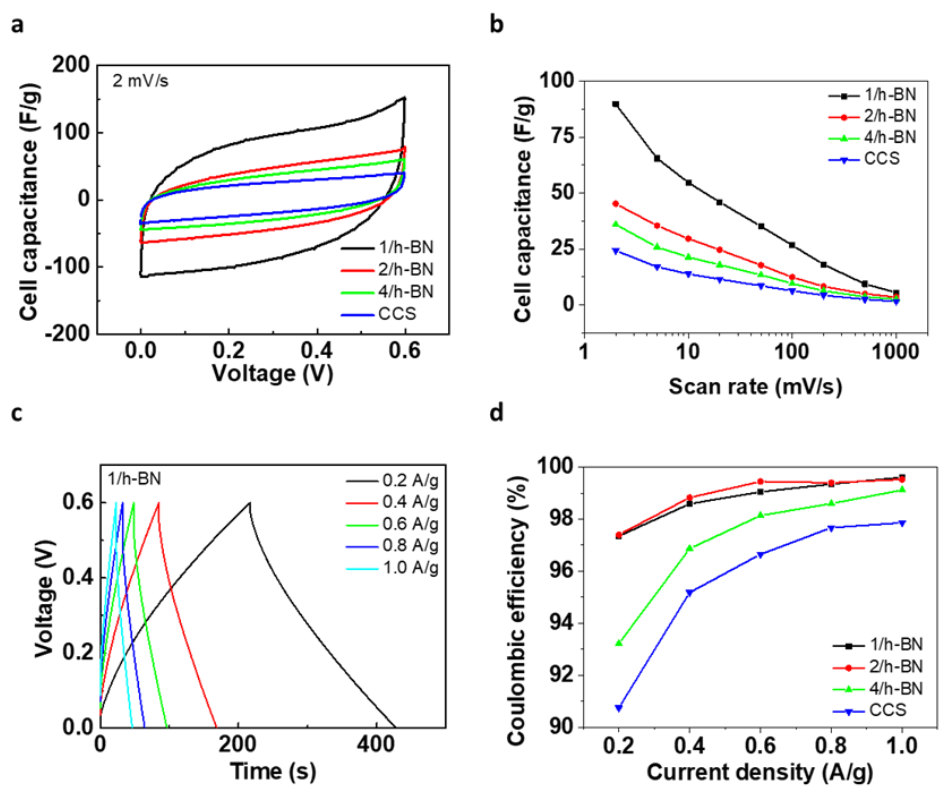 a
2 mV/s
200
100
0
-100
-200
Cell capacitance (F/g)
1/h-BN
2/h-BN
4/h-BN
CCS
0.0
0.2
0.4
0.6
Voltage (V)
b
100
75
50
25
0
Cell capacitance (F/g)
1/h-BN
2/h-BN
4/h-BN
CCS
1
10
100
1000
Scan rate (mV/s)
c
1/h-BN
0.6
0.4
0.2
0.0
Voltage (V)
0.2 A/g
0.4 A/g
0.6 A/g
0.8 A/g
1.0 A/g
0
200
400
Time (s)
d
100
98
96
94
92
90
Coulombic efficiency (%)
1/h-BN
2/h-BN
4/h-BN
CCS
0.2
0.4
0.6
0.8
1.0
Current density (A/g)